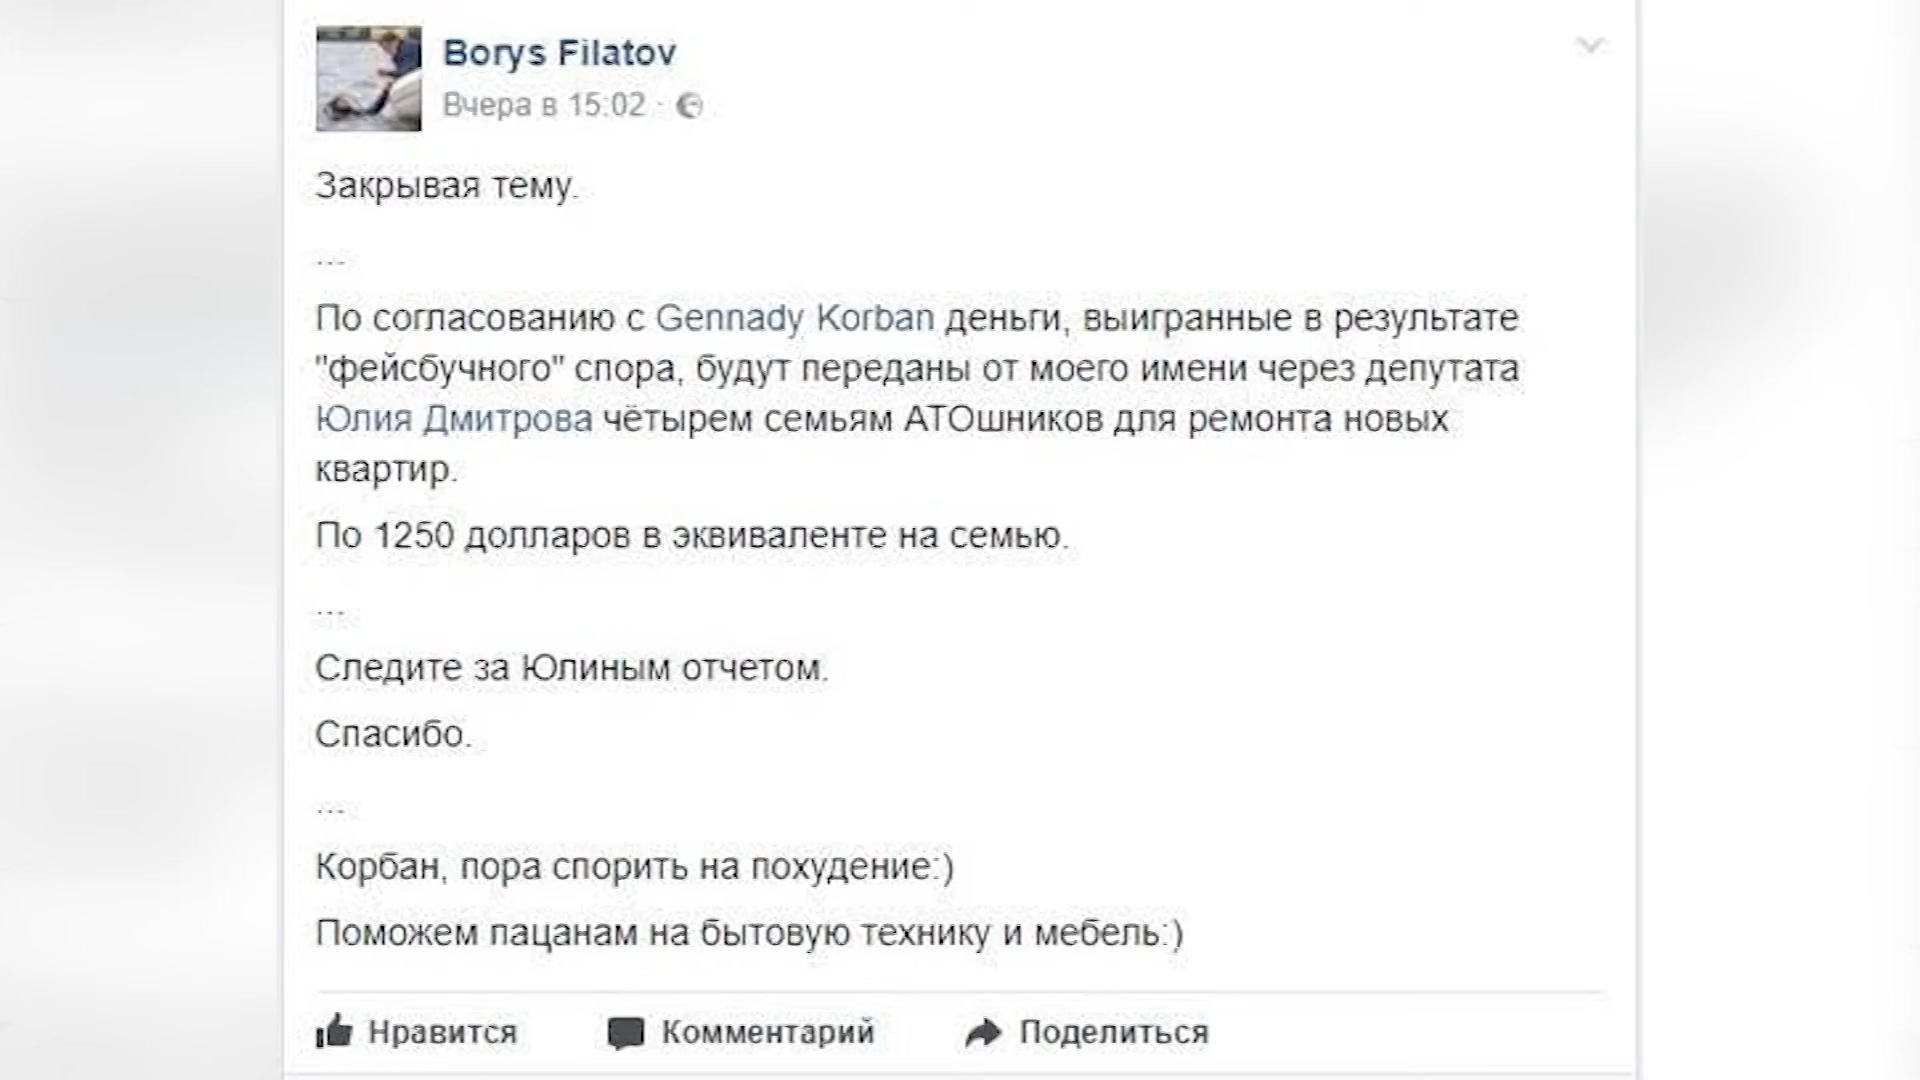 Borys Filatov
Вчера в 15:02 ·
Закрывая тему.
...
По согласованию с Gennady Korban деньги, выигранные в результате
"фейсбучного" спора, будут переданы от моего имени через депутата
Юлия Дмитрова чётырем семьям АТОшников для ремонта новых
квартир.
По 1250 долларов в эквиваленте на семью.
...
Следите за Юлиным отчетом.
Спасибо.
...
Корбан, пора спорить на похудение:)
Поможем пацанам на бытовую технику и мебель:)
Нравится Комментарий Поделиться